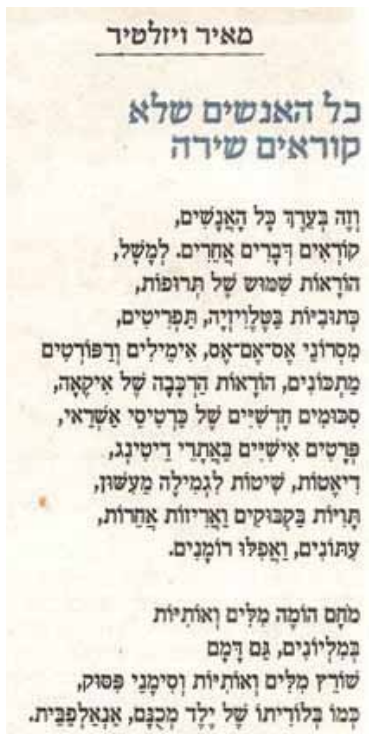 מאיר ויזלטיר
כל האנשים שלא
קוראים שירה
וְזֶה בְּעֵרֶךְ כָּל הָאֲנָשִׁים,
קוֹרְאִים דְּבָרִים אֲחֵרִים. לְמָשָׁל,
הוֹרָאוֹת שִׁמּוּשׁ שֶׁל תְּרוּפוֹת,
כְּתוּבִיּוֹת בַּטֶּלֶוִיזְיָה, תַּפְרִיטִים,
מִסְרוֹנֵי אֶס־אֶם־אֶס, אִימֵילִים וְרֵפּוֹרְטִים
מַתְכּוֹנִים, הוֹרָאוֹת הַרְכָּבָה שֶׁל אִיקֵאָה,
סִכּוּמִים חָדְשִׁיִּים שֶׁל כַּרְטִיסֵי אַשְׁרַאי,
פְּרָטִים אִישִׁיִּים בַּאֲתָרֵי דֵיטִינְג,
דִיאֵטוֹת, שִׁיטוֹת לִגְמִילָה מֵעִשּׁוּן,
תָּוִיּוֹת בַּקְבּוּקִים וַאֲרִיזוֹת אֲחֵרוֹת,
עִתּוֹנִים, וַאֲפִלּוּ רוֹמָנִים.
מֹחָם הוֹמֶה מִלִּים וְאוֹתִיּוֹת
בְּמִלְיוֹנִים, גַּם דָּמָם
שׁוֹרֵץ מִלִּים וְאוֹתִיּוֹת וְסִימָנֵי פִּסּוּק,
כְּמוֹ בְּלוֹרִיתוֹ שֶׁל יֶלֶד מְכֻנָּם, אֲנַאלְפַבֵּית.